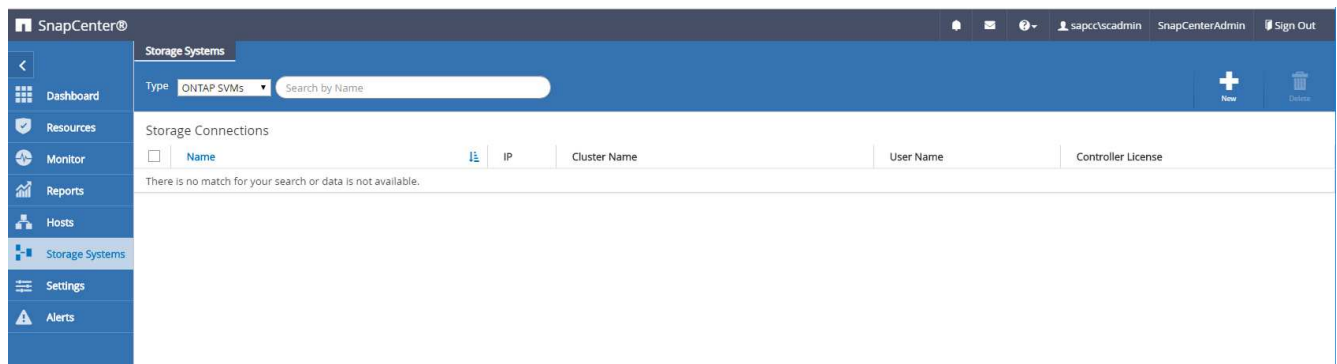 SnapCenter®
sapcc\scadmin SnapCenterAdmin Sign Out
Storage Systems
Type ONTAP SVMs Search by Name
New Delete
Dashboard
Resources
Monitor
Reports
Hosts
Storage Systems
Settings
Alerts
Storage Connections
Name IP Cluster Name User Name Controller License
There is no match for your search or data is not available.